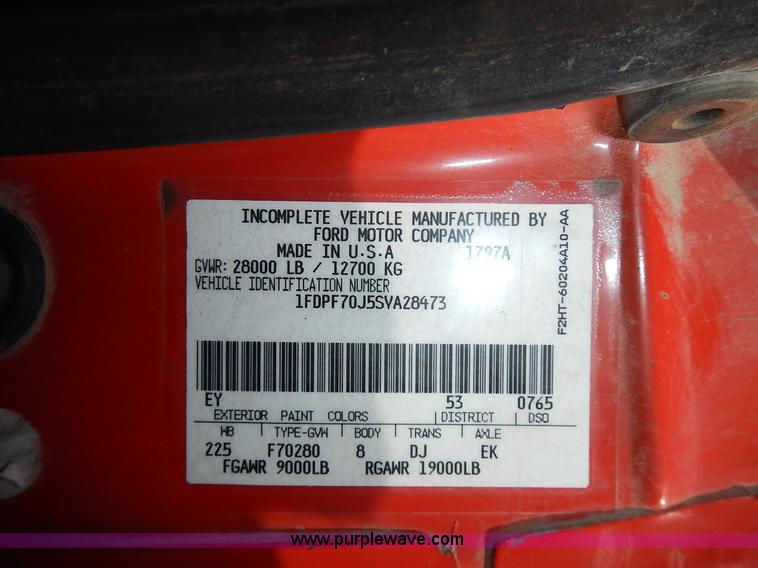 INCOMPLETE VEHICLE MANUFACTURED BY
FORD MOTOR COMPANY
MADE IN U.S.A 1797A
GVWR: 28000 LB / 12700 KG
VEHICLE IDENTIFICATION NUMBER
1FDPF70J5SVA28473
EY 53 0765
EXTERIOR PAINT COLORS DISTRICT DSO
WB TYPE-GVW BODY TRANS AXLE
225 F70280 8 DJ EK
FGAWR 9000LB RGAWR 19000LB
F2HT-60204A10-AA
www.purplewave.com